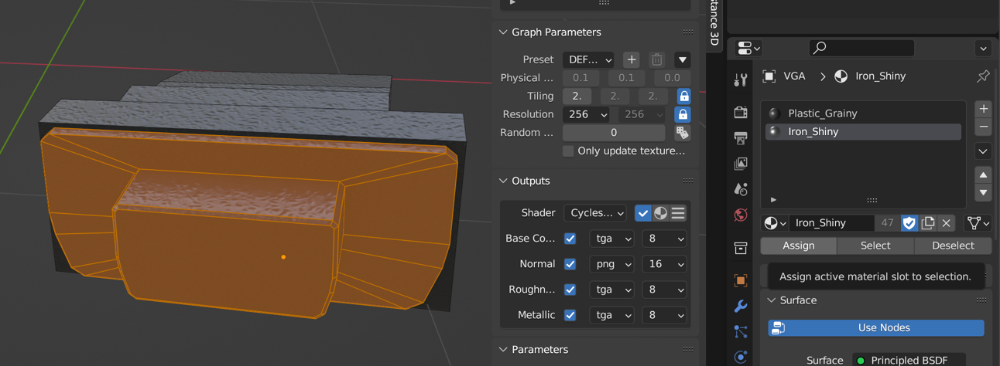 Graph Parameters
Preset DEF...
Physical ... 0.1 0.1 0.0
Tiling 2. 2. 2.
Resolution 256 256
Random ... 0
Only update texture...
Outputs
Shader Cycles...
Base Co... tga 8
Normal png 16
Roughn... tga 8
Metallic tga 8
Parameters
stance 3D
VGA > Iron_Shiny
Plastic_Grainy
Iron_Shiny
Iron_Shiny 47
Assign Select Deselect
Assign active material slot to selection.
Surface
Use Nodes
Surface Principled BSDF